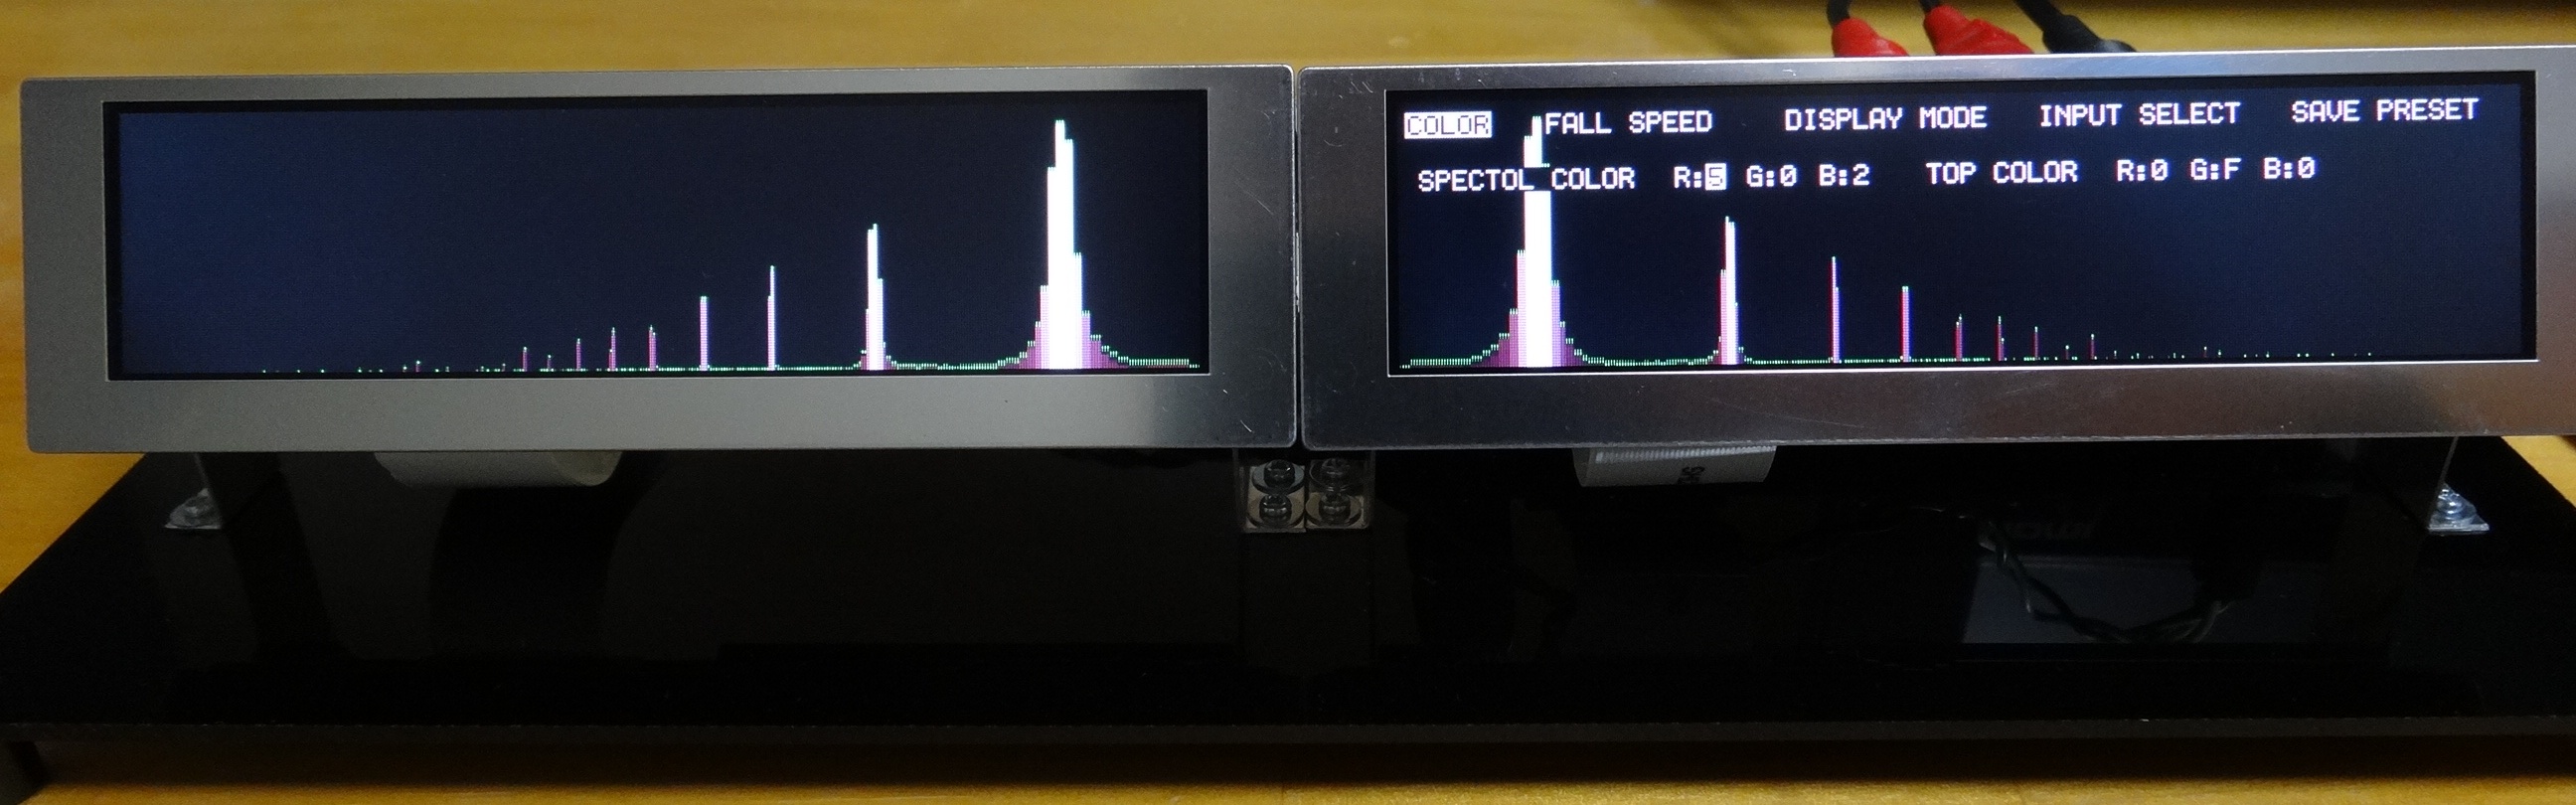 COLOR FALL SPEED DISPLAY MODE INPUT SELECT SAVE PRESET
SPECTOL COLOR R:5 G:0 B:2 TOP COLOR R:0 G:F B:0